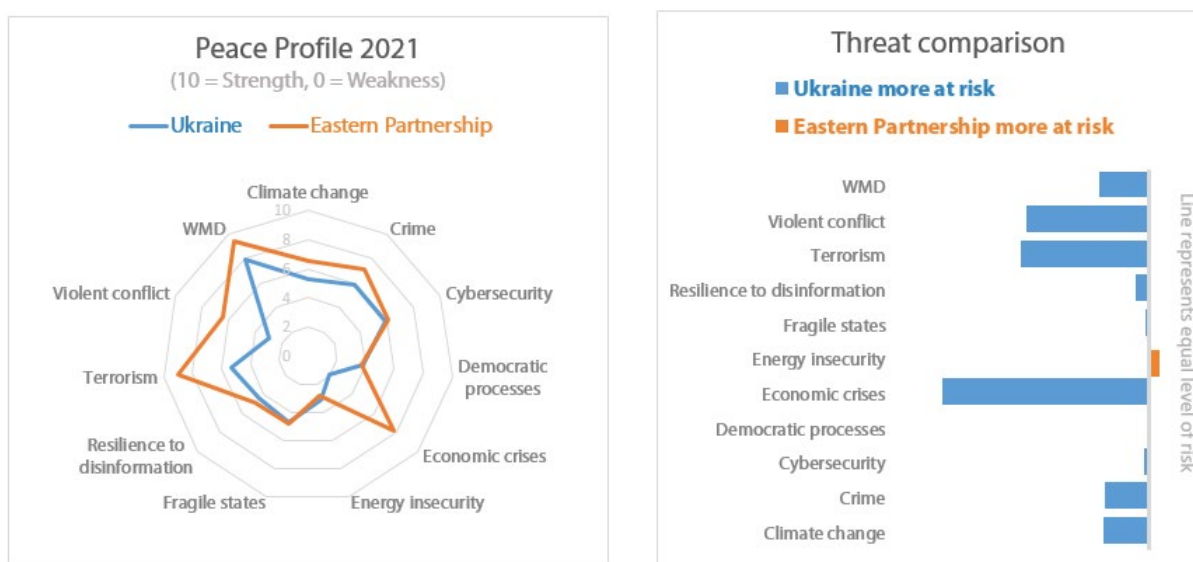 Peace Profile 2021
(10 = Strength, 0 = Weakness)
Ukraine
Eastern Partnership
Climate change
10
WMD
Crime
8
6
Violent conflict
Cybersecurity
4
2
0
Terrorism
Democratic
processes
Resilience to
disinformation
Economic crises
Fragile states
Energy insecurity
Threat comparison
Ukraine more at risk
Eastern Partnership more at risk
WMD
Violent conflict
Terrorism
Resilience to disinformation
Fragile states
Energy insecurity
Economic crises
Democratic processes
Cybersecurity
Crime
Climate change
Line represents equal level of risk